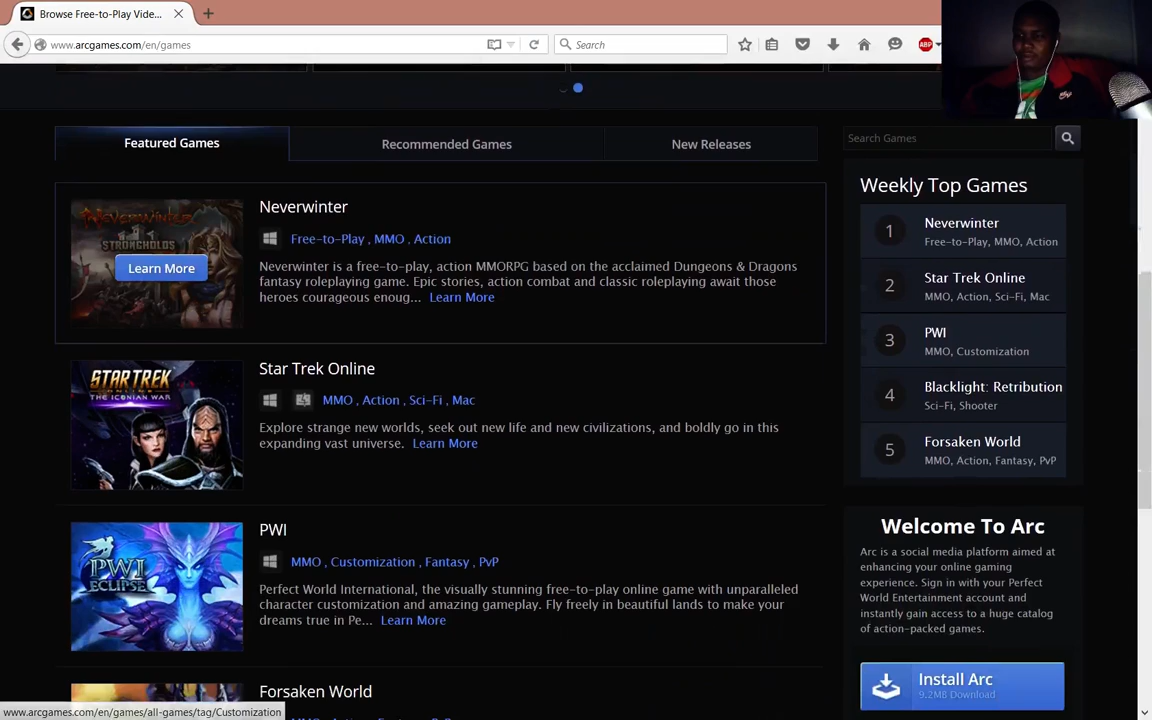 Browse Free-to-Play Vide...
www.arcgames.com/en/games
Search
ABP
Featured Games
Recommended Games
New Releases
Search Games
NEVERWINTER
STRONGHOLDS
Learn More
Neverwinter
Free-to-Play , MMO , Action
Neverwinter is a free-to-play, action MMORPG based on the acclaimed Dungeons & Dragons
fantasy roleplaying game. Epic stories, action combat and classic roleplaying await those
heroes courageous enoug... Learn More
STAR TREK
ONLINE
THE ICONIAN WAR
Star Trek Online
MMO , Action , Sci-Fi , Mac
Explore strange new worlds, seek out new life and new civilizations, and boldly go in this
expanding vast universe. Learn More
PWI
ECLIPSE
PWI
MMO , Customization , Fantasy , PvP
Perfect World International, the visually stunning free-to-play online game with unparalled
character customization and amazing gameplay. Fly freely in beautiful lands to make your
dreams true in Pe... Learn More
Forsaken World
Weekly Top Games
1
Neverwinter
Free-to-Play, MMO, Action
2
Star Trek Online
MMO, Action, Sci-Fi, Mac
3
PWI
MMO, Customization
4
Blacklight: Retribution
Sci-Fi, Shooter
5
Forsaken World
MMO, Action, Fantasy, PvP
Welcome To Arc
Arc is a social media platform aimed at
enhancing your online gaming
experience. Sign in with your Perfect
World Entertainment account and
instantly gain access to a huge catalog
of action-packed games.
Install Arc
9.2MB Download
www.arcgames.com/en/games/all-games/tag/Customization